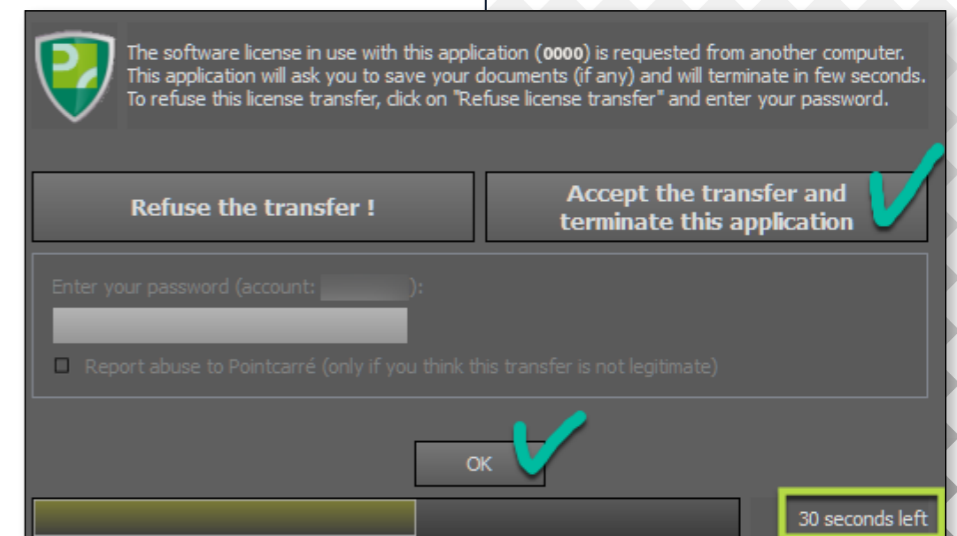 The software license in use with this application (0000) is requested from another computer.
This application will ask you to save your documents (if any) and will terminate in few seconds.
To refuse this license transfer, click on "Refuse license transfer" and enter your password.
Refuse the transfer !
Accept the transfer and
terminate this application
Enter your password (account: ):
Report abuse to Pointcarré (only if you think this transfer is not legitimate)
OK
30 seconds left